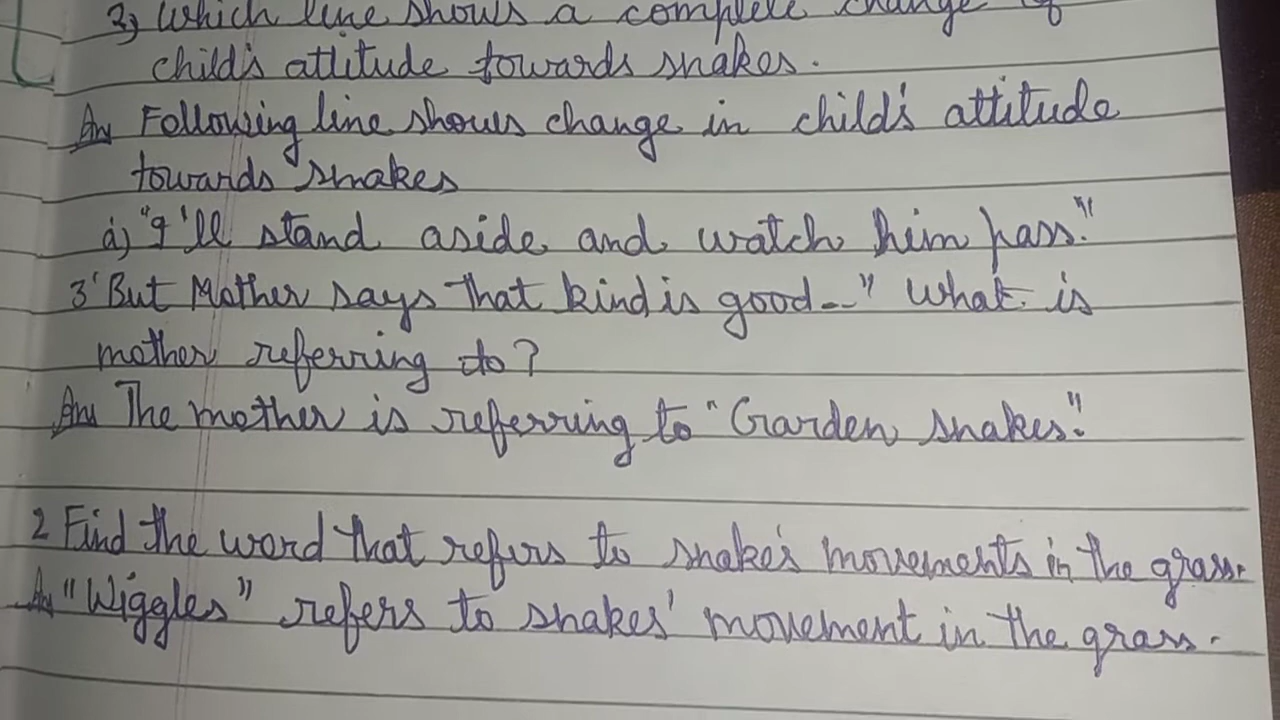 2) Which line shows a complete change of
child's attitude towards snakes.
Ans Following line shows change in child's attitude
towards snakes
a) "I'll stand aside and watch him pass."
3 'But Mother says that kind is good--" What is
mother referring to?
Ans The mother is referring to "Garden snakes."
2 Find the word that refers to snake's movements in the grass.
Ans "Wiggles" refers to snakes' movement in the grass.